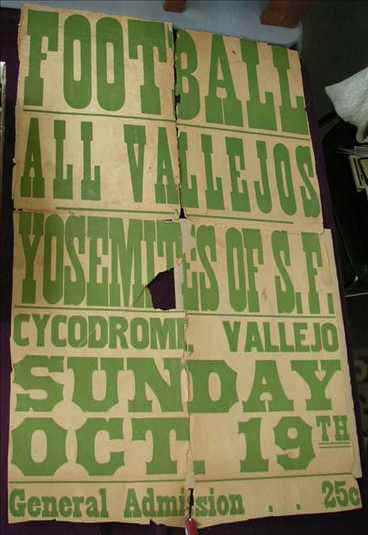 FOOTBALL
ALL VALLEJOS
YOSEMITES OF S. F.
CYCODROME, VALLEJO
SUNDAY
OCT. 19TH
General Admission . . 25c